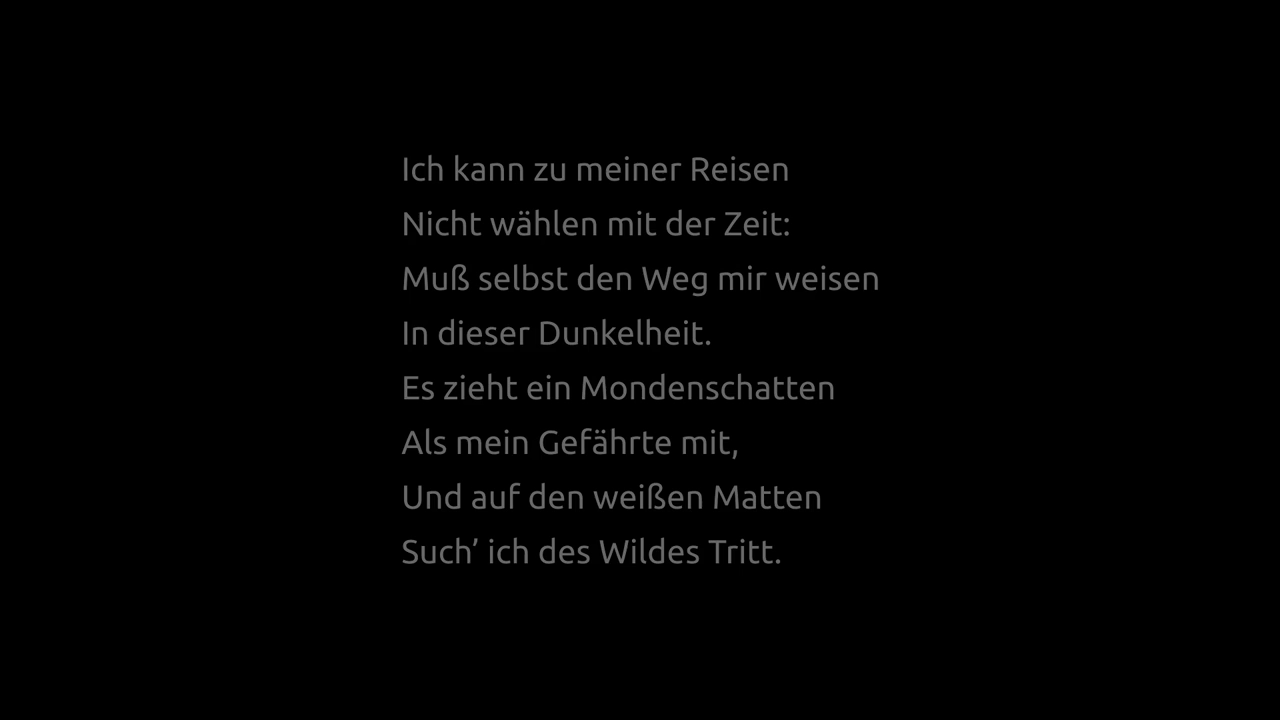 Ich kann zu meiner Reisen
Nicht wählen mit der Zeit:
Muß selbst den Weg mir weisen
In dieser Dunkelheit.
Es zieht ein Mondenschatten
Als mein Gefährte mit,
Und auf den weißen Matten
Such’ ich des Wildes Tritt.